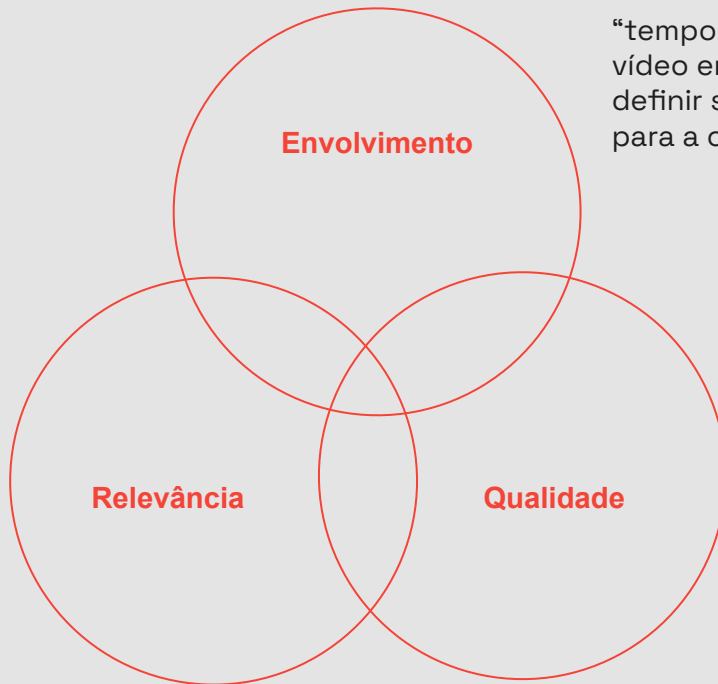 “tempo
vídeo
definir
para a
Envolvimento
Relevância
Qualidade